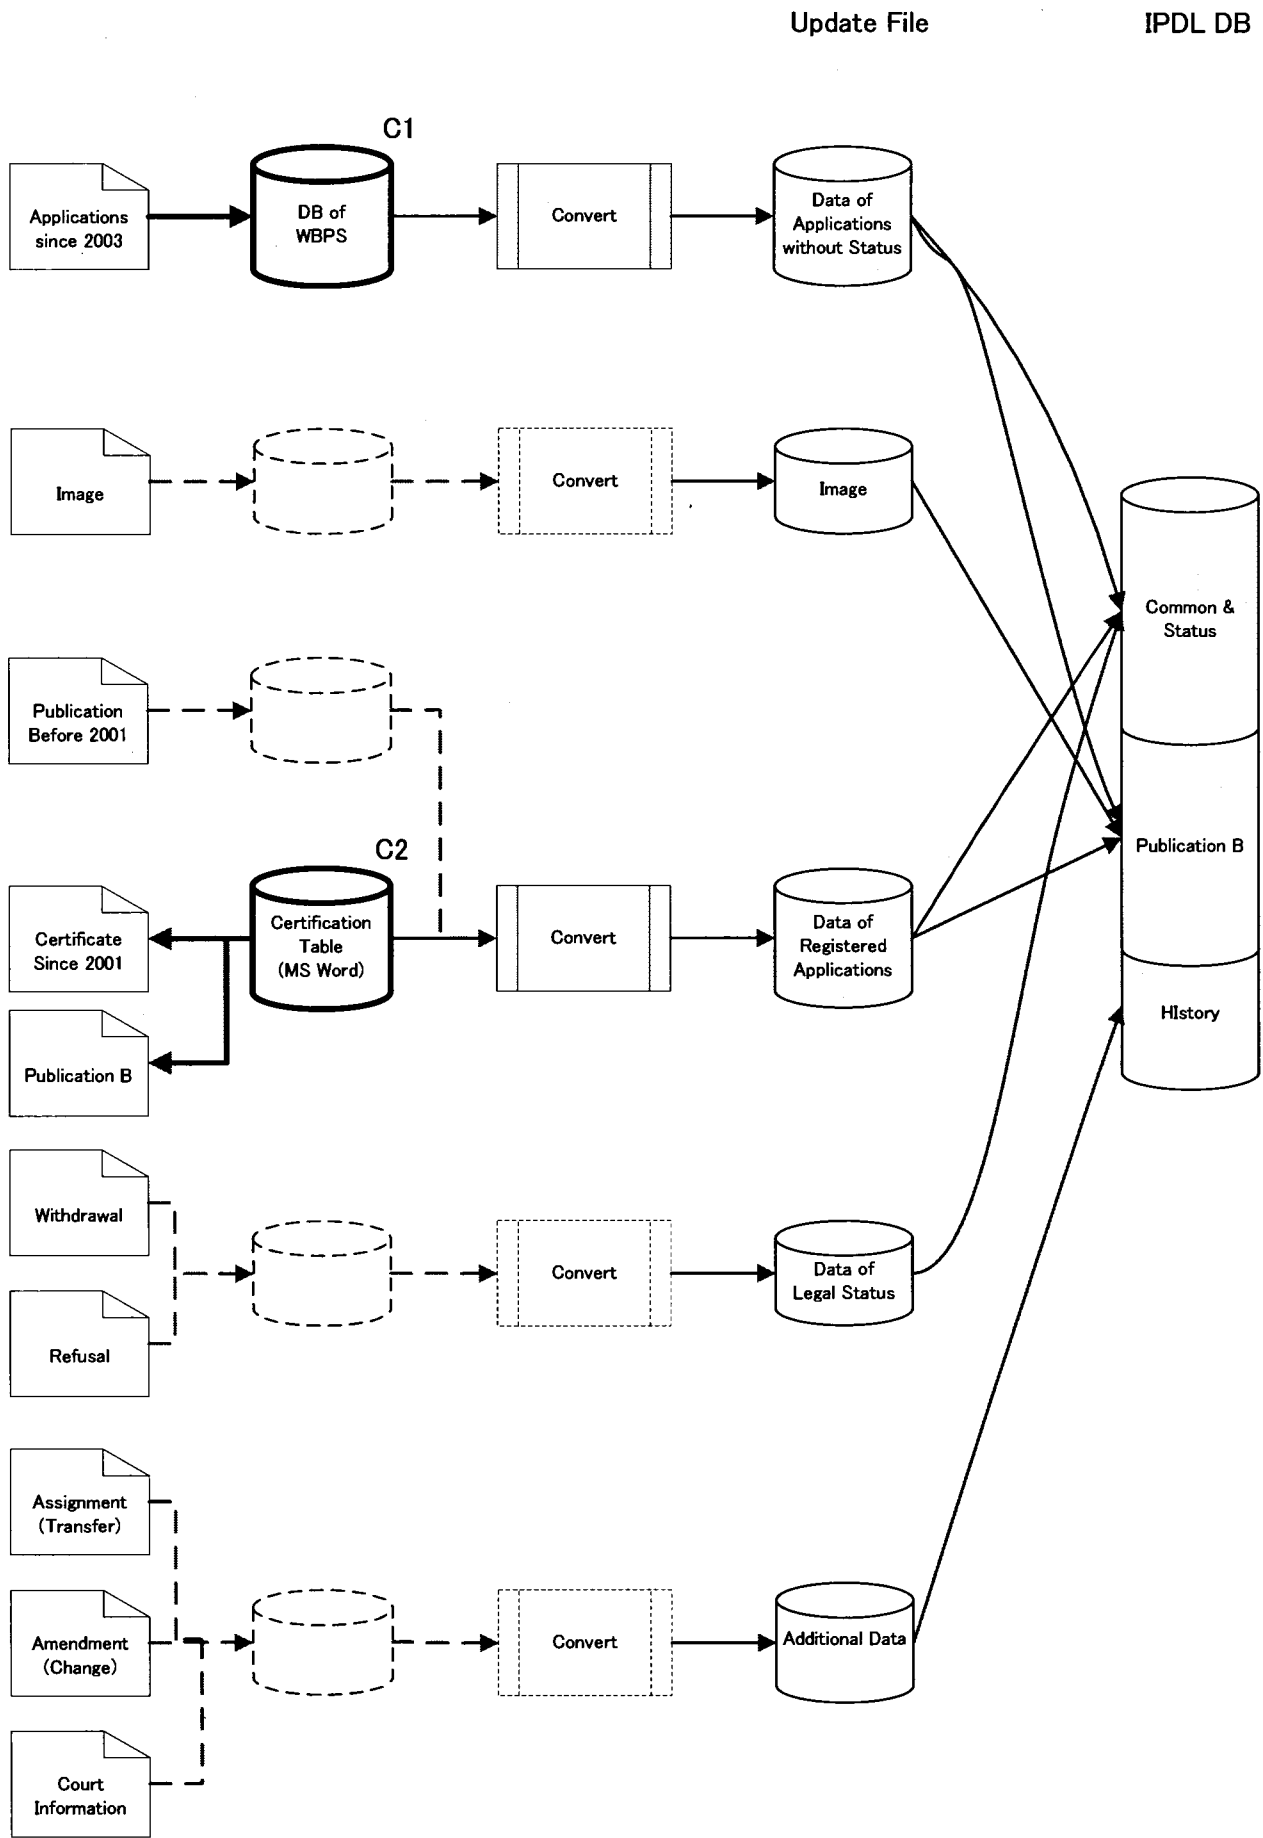 Update File
IPDL DB
C1
Applications
since 2003
DB of
WBPS
Convert
Data of
Applications
without Status
Image
Convert
Image
Common &
Status
Publication
Before 2001
C2
Certificate
Since 2001
Certification
Table
(MS Word)
Convert
Data of
Registered
Applications
Publication B
HIstory
Publication B
Withdrawal
Convert
Data of
Legal Status
Refusal
Assignment
(Transfer)
Amendment
(Change)
Convert
Additional Data
Court
Information